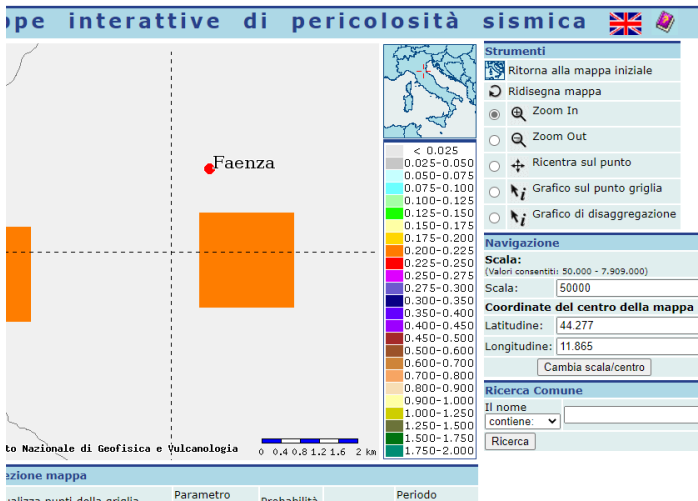 ppe interattive di pericolosità sismica
Faenza
to Nazionale di Geofisica e Vulcanologia
0 0.4 0.8 1.2 1.6 2 km
< 0.025
0.025-0.050
0.050-0.075
0.075-0.100
0.100-0.125
0.125-0.150
0.150-0.175
0.175-0.200
0.200-0.225
0.225-0.250
0.250-0.275
0.275-0.300
0.300-0.350
0.350-0.400
0.400-0.450
0.450-0.500
0.500-0.600
0.600-0.700
0.700-0.800
0.800-0.900
0.900-1.000
1.000-1.250
1.250-1.500
1.500-1.750
1.750-2.000
Strumenti
Ritorna alla mappa iniziale
Ridisegna mappa
Zoom In
Zoom Out
Ricentra sul punto
Grafico sul punto griglia
Grafico di disaggregazione
Navigazione
Scala:
(Valori consentiti: 50.000 - 7.909.000)
Scala: 50000
Coordinate del centro della mappa
Latitudine: 44.277
Longitudine: 11.865
Cambia scala/centro
Ricerca Comune
Il nome
contiene:
Ricerca
ezione mappa
ualizza punti della griglia
Parametro
Probabilità
Periodo